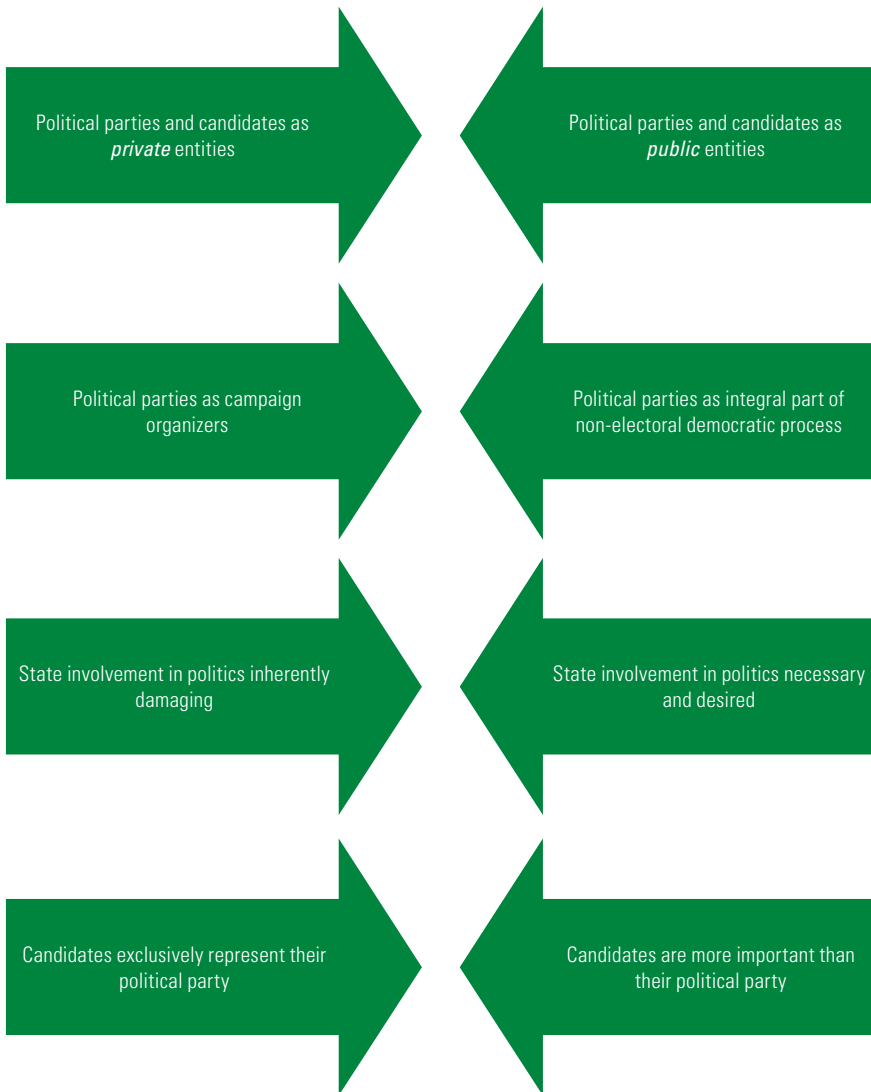 Political parties and candidates as
private entities
Political parties and candidates as
public entities
Political parties as campaign
organizers
Political parties as integral part of
non-electoral democratic process
State involvement in politics inherently
damaging
State involvement in politics necessary
and desired
Candidates exclusively represent their
political party
Candidates are more important than
their political party